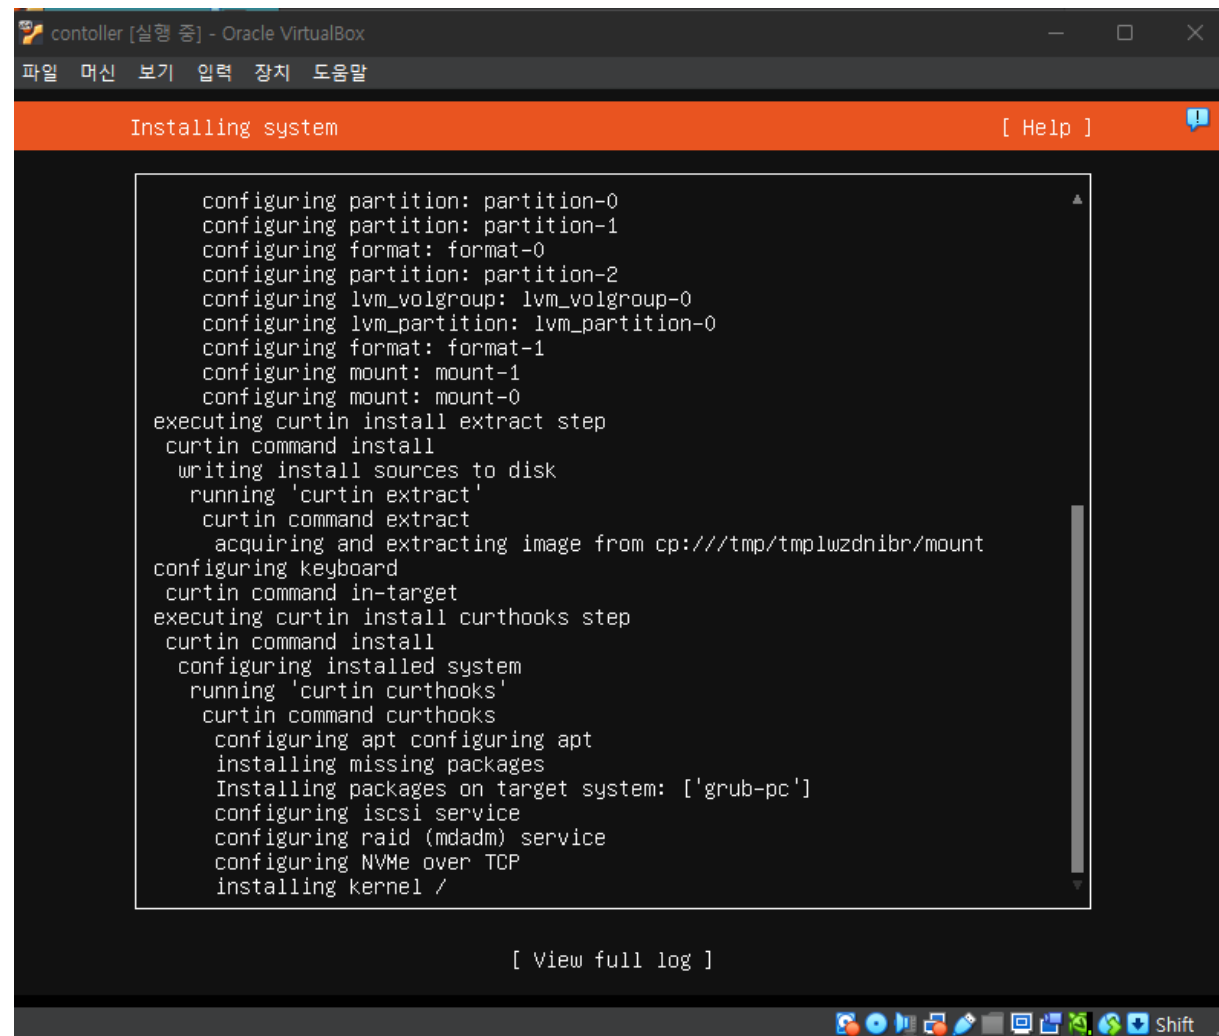 contoller [실행 중] - Oracle VirtualBox
파일 머신 보기 입력 장치 도움말
Installing system [ Help ]
configuring partition: partition-0
configuring partition: partition-1
configuring format: format-0
configuring partition: partition-2
configuring lvm_volgroup: lvm_volgroup-0
configuring lvm_partition: lvm_partition-0
configuring format: format-1
configuring mount: mount-1
configuring mount: mount-0
executing curtin install extract step
curtin command install
writing install sources to disk
running 'curtin extract'
curtin command extract
acquiring and extracting image from cp:///tmp/tmplwzdnibr/mount
configuring keyboard
curtin command in-target
executing curtin install curthooks step
curtin command install
configuring installed system
running 'curtin curthooks'
curtin command curthooks
configuring apt configuring apt
installing missing packages
Installing packages on target system: ['grub-pc']
configuring iscsi service
configuring raid (mdadm) service
configuring NVMe over TCP
installing kernel /
[ View full log ]
Shift